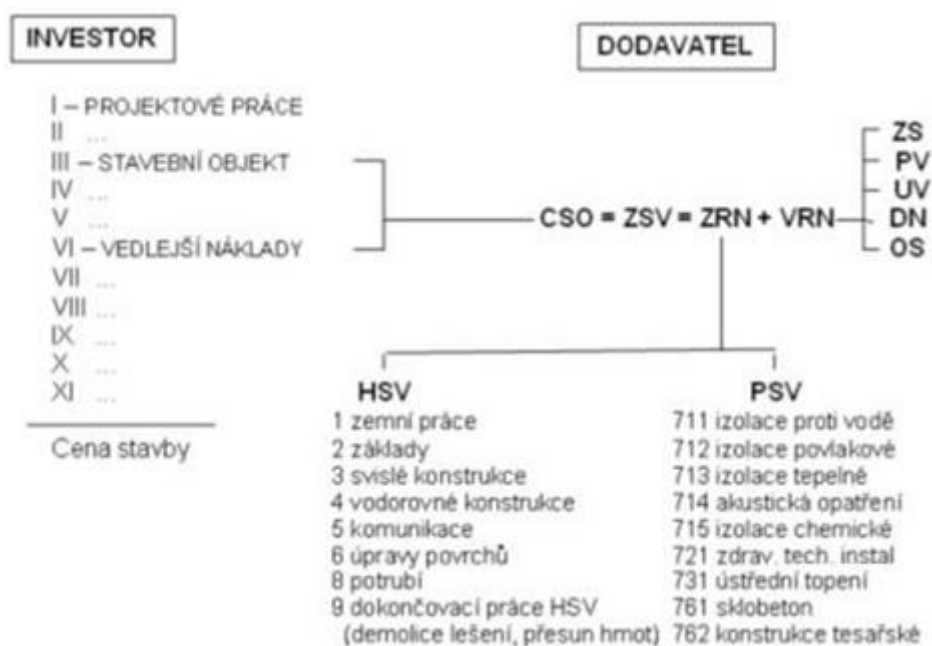 INVESTOR
DODAVATEL
I – PROJEKTOVÉ PRÁCE
II ...
III – STAVEBNÍ OBJEKT
IV ...
V ...
VI – VEDLEJŠÍ NÁKLADY
VII ...
VIII ...
IX ...
X ...
XI ...
Cena stavby
CSO = ZSV = ZRN + VRN
ZS
PV
ÚV
DN
OS
HSV
1 zemní práce
2 základy
3 svislé konstrukce
4 vodorovné konstrukce
5 komunikace
6 úpravy povrchů
8 potrubí
9 dokončovací práce HSV
(demolice lešení, přesun hmot)
PSV
711 izolace proti vodě
712 izolace povlakové
713 izolace tepelné
714 akustická opatření
715 izolace chemické
721 zdrav. tech. instal
731 ústřední topení
761 sklobeton
762 konstrukce tesařské